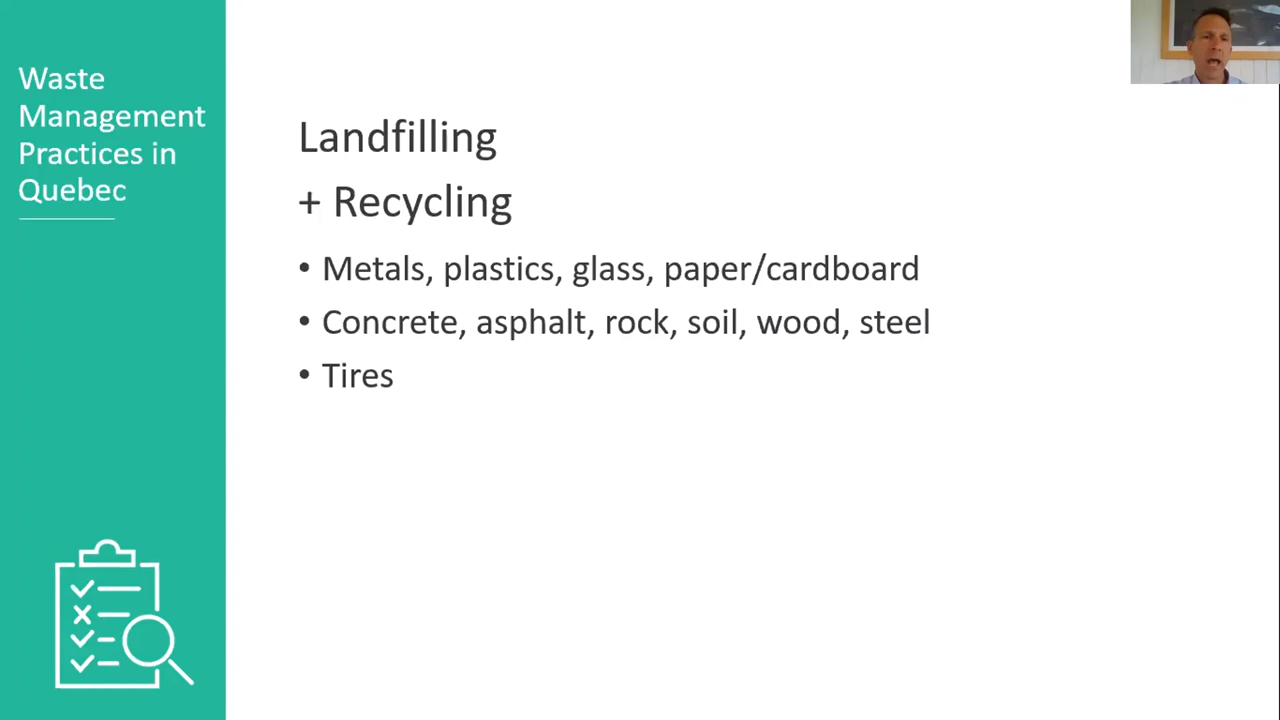 Waste
Management
Practices in
Quebec
Landfilling
+ Recycling
• Metals, plastics, glass, paper/cardboard
• Concrete, asphalt, rock, soil, wood, steel
• Tires